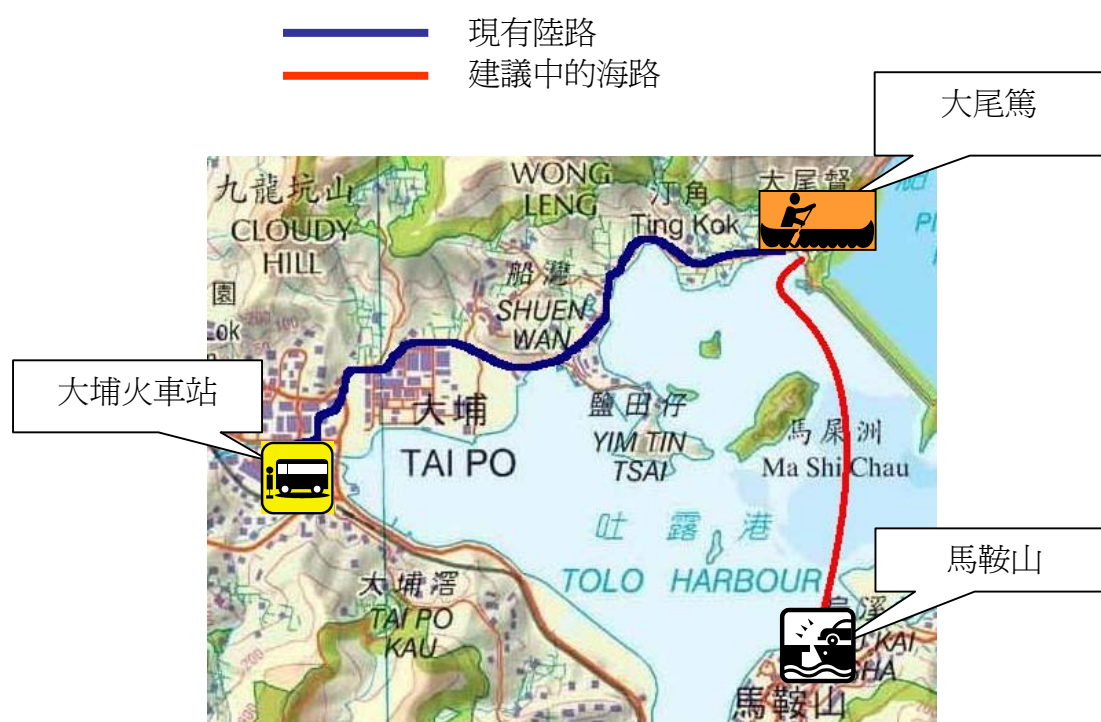 現有陸路
建議中的海路
大尾篤
九龍坑山
CLOUDY
HILL
WONG
LENG
汀角
Ting Kok
大尾督
船灣
SHUEN
WAN
園
大埔火車站
大埔
TAI PO
鹽田仔
YIM TIN
TSAI
馬屎洲
Ma Shi Chau
吐露港
TOLO HARBOUR
大埔滘
TAI PO
KAU
馬鞍山
馬鞍山
200